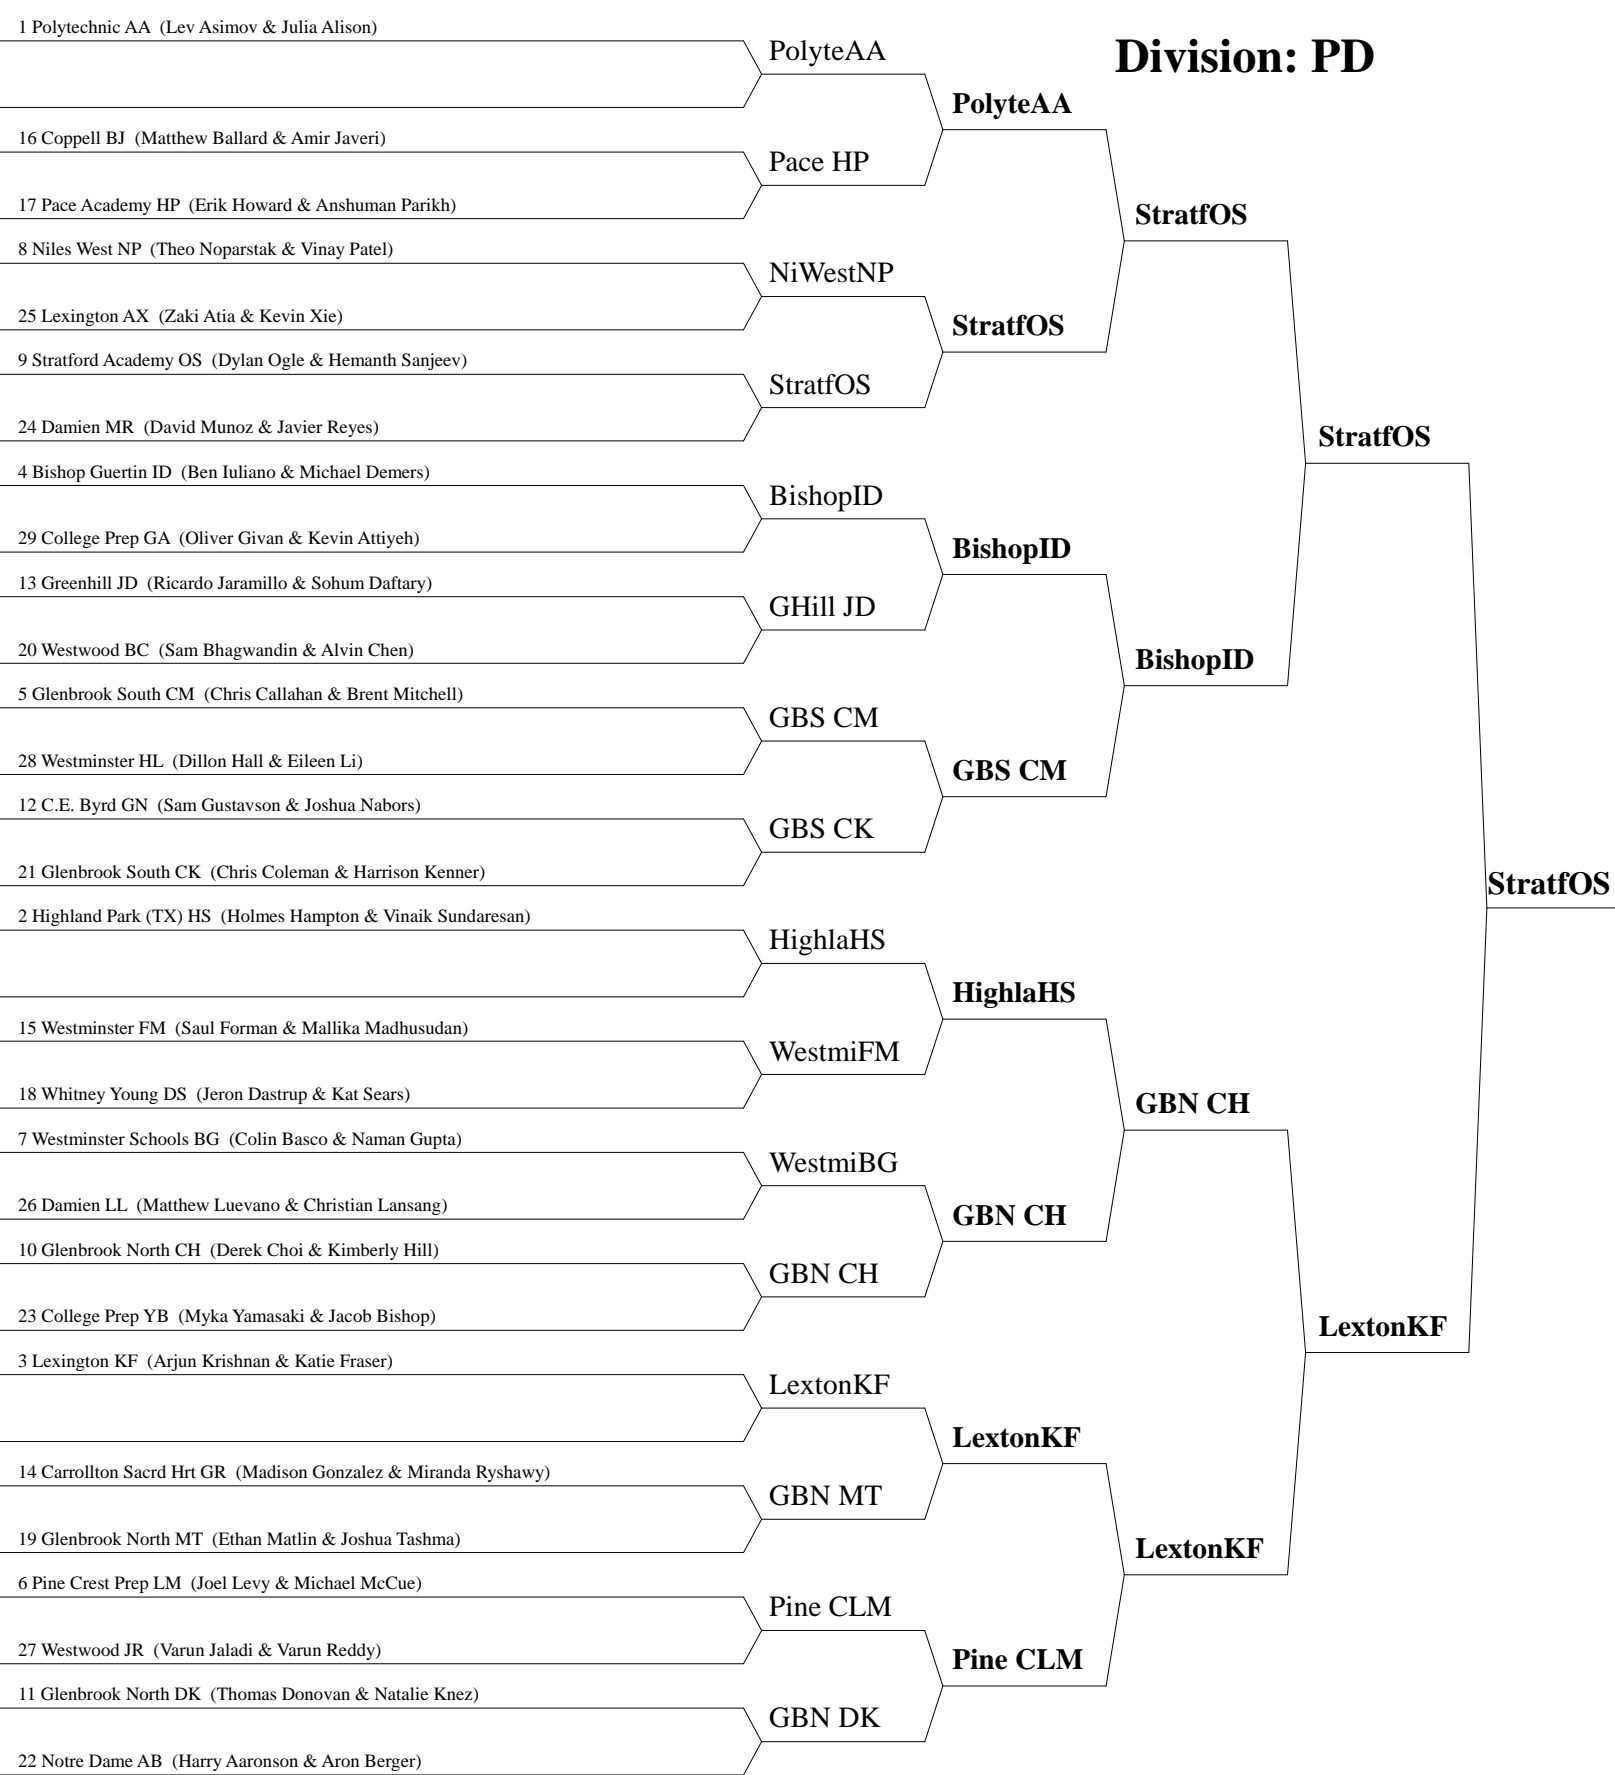 Division: PD
1 Polytechnic AA (Lev Asimov & Julia Alison)
16 Coppell BJ (Matthew Ballard & Amir Javeri)
17 Pace Academy HP (Erik Howard & Anshuman Parikh)
8 Niles West NP (Theo Noparstak & Vinay Patel)
25 Lexington AX (Zaki Atia & Kevin Xie)
9 Stratford Academy OS (Dylan Ogle & Hemanth Sanjeev)
24 Damien MR (David Munoz & Javier Reyes)
4 Bishop Guertin ID (Ben Iuliano & Michael Demers)
29 College Prep GA (Oliver Givan & Kevin Attiyeh)
13 Greenhill JD (Ricardo Jaramillo & Sohum Daftary)
20 Westwood BC (Sam Bhagwandin & Alvin Chen)
5 Glenbrook South CM (Chris Callahan & Brent Mitchell)
28 Westminster HL (Dillon Hall & Eileen Li)
12 C.E. Byrd GN (Sam Gustavson & Joshua Nabors)
21 Glenbrook South CK (Chris Coleman & Harrison Kenner)
2 Highland Park (TX) HS (Holmes Hampton & Vinaik Sundaresan)
15 Westminster FM (Saul Forman & Mallika Madhusudan)
18 Whitney Young DS (Jeron Dastrup & Kat Sears)
7 Westminster Schools BG (Colin Basco & Naman Gupta)
26 Damien LL (Matthew Luevano & Christian Lansang)
10 Glenbrook North CH (Derek Choi & Kimberly Hill)
23 College Prep YB (Myka Yamasaki & Jacob Bishop)
3 Lexington KF (Arjun Krishnan & Katie Fraser)
14 Carrollton Sacrd Hrt GR (Madison Gonzalez & Miranda Ryshawy)
19 Glenbrook North MT (Ethan Matlin & Joshua Tashma)
6 Pine Crest Prep LM (Joel Levy & Michael McCue)
27 Westwood JR (Varun Jaladi & Varun Reddy)
11 Glenbrook North DK (Thomas Donovan & Natalie Knez)
22 Notre Dame AB (Harry Aaronson & Aron Berger)
PolyteAA
Pace HP
NiWestNP
StratfOS
BishopID
GHill JD
GBS CM
GBS CK
HighlaHS
WestmiFM
WestmiBG
GBN CH
LextonKF
GBN MT
Pine CLM
GBN DK
PolyteAA
StratfOS
BishopID
GBS CM
HighlaHS
GBN CH
LextonKF
Pine CLM
StratfOS
BishopID
GBN CH
LextonKF
StratfOS
LextonKF
StratfOS